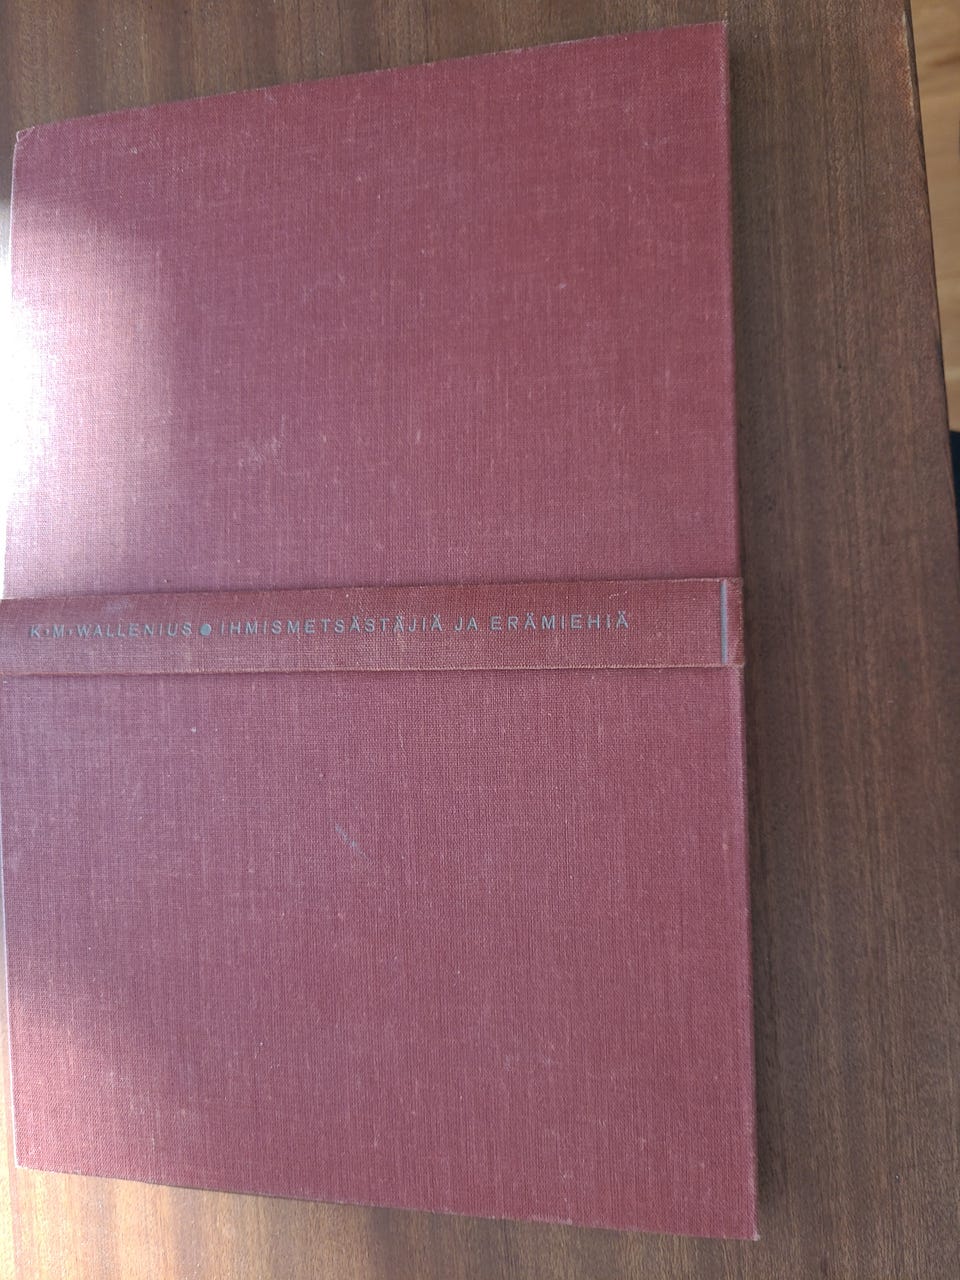 K·M·WALLENIUS ● IHMISMETSÄSTÄJIÄ JA ERÄMIEHIÄ